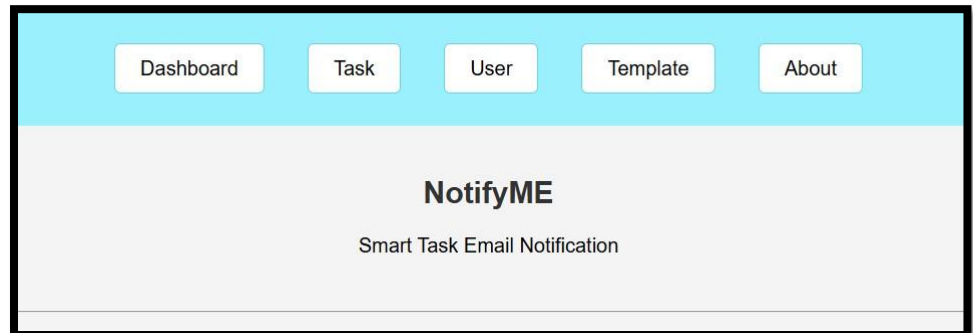 Dashboard Task User Template About
NotifyME
Smart Task Email Notification